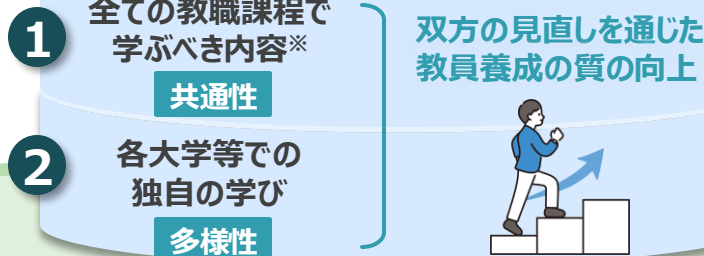 1
全ての教職課程で
学ぶべき内容※
共通性
双方の見直しを通じた
教員養成の質の向上
2
各大学等での
独自の学び
多様性